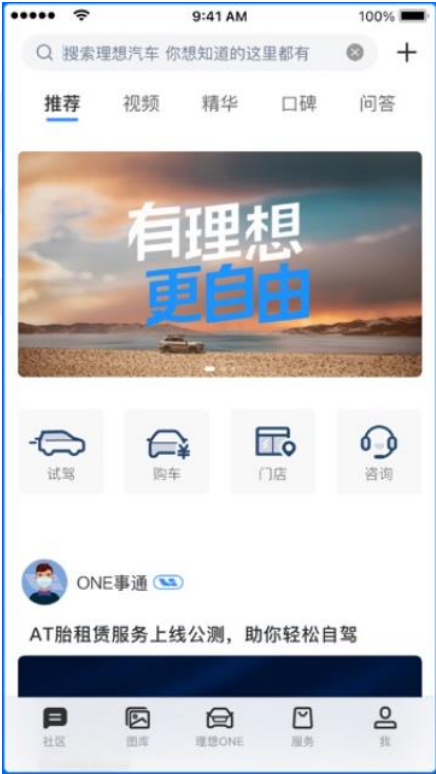 9:41 AM
100%
搜索理想汽车 你想知道的这里都有
推荐 视频 精华 口碑 问答
有理想
更自由
试驾 购车 门店 咨询
ONE事通
AT胎租赁服务上线公测，助你轻松自驾
社区 图库 理想ONE 服务 我